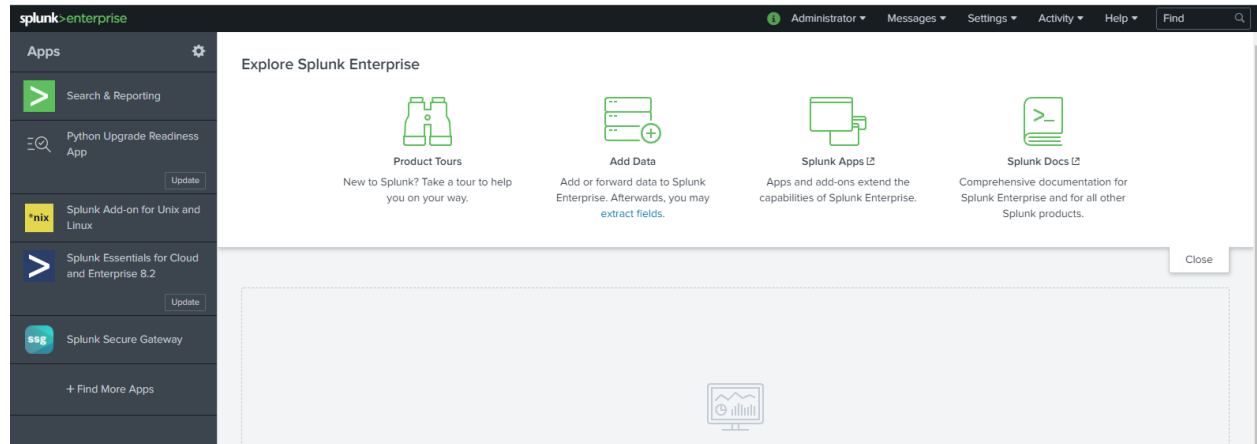 splunk>enterprise
i Administrator ▾ Messages ▾ Settings ▾ Activity ▾ Help ▾ Find
Apps
Search & Reporting
Python Upgrade Readiness
App
Update
*nix
Splunk Add-on for Unix and
Linux
Splunk Essentials for Cloud
and Enterprise 8.2
Update
ssg
Splunk Secure Gateway
+ Find More Apps
Explore Splunk Enterprise
Product Tours
New to Splunk? Take a tour to help
you on your way.
Add Data
Add or forward data to Splunk
Enterprise. Afterwards, you may
extract fields.
Splunk Apps
Apps and add-ons extend the
capabilities of Splunk Enterprise.
>_
Splunk Docs
Comprehensive documentation for
Splunk Enterprise and for all other
Splunk products.
Close